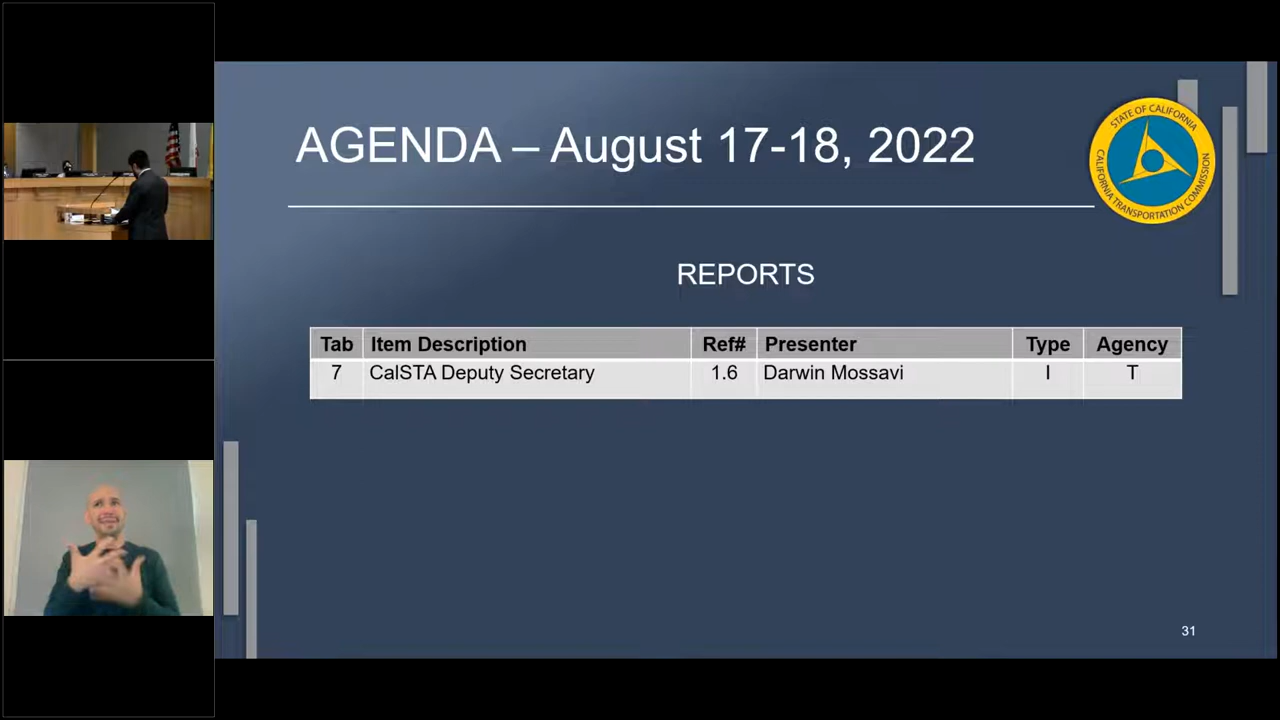 AGENDA – August 17-18, 2022
STATE OF CALIFORNIA
CALIFORNIA TRANSPORTATION COMMISSION
REPORTS
Tab Item Description Ref# Presenter Type Agency
7 CalSTA Deputy Secretary 1.6 Darwin Mossavi I T
31